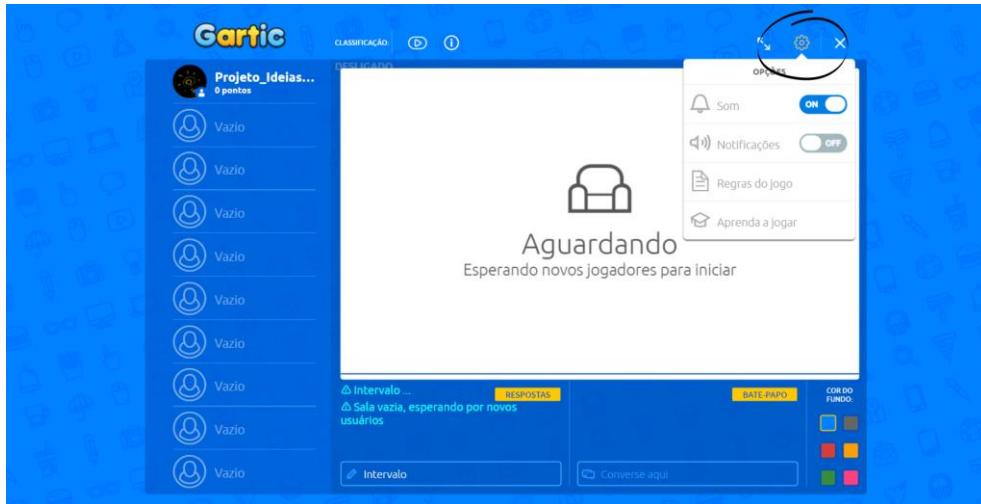 Gartic
CLASSIFICAÇÃO:
DESLIGADO
Projeto_Ideias...
0 pontos
Vazio
Vazio
Vazio
Vazio
Vazio
Vazio
Vazio
Vazio
Vazio
OPÇÕES
Som
ON
Notificações
OFF
Regras do jogo
Aprenda a jogar
Aguardando
Esperando novos jogadores para iniciar
Intervalo ...
RESPOSTAS
Sala vazia, esperando por novos
usuários
Intervalo
BATE-PAPO
Converse aqui
COR DO
FUNDO: